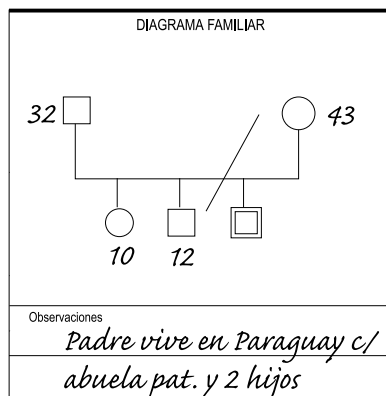 DIAGRAMA FAMILIAR
32
43
10 12
Observaciones
Padre vive en Paraguay c/
abuela pat. y 2 hijos